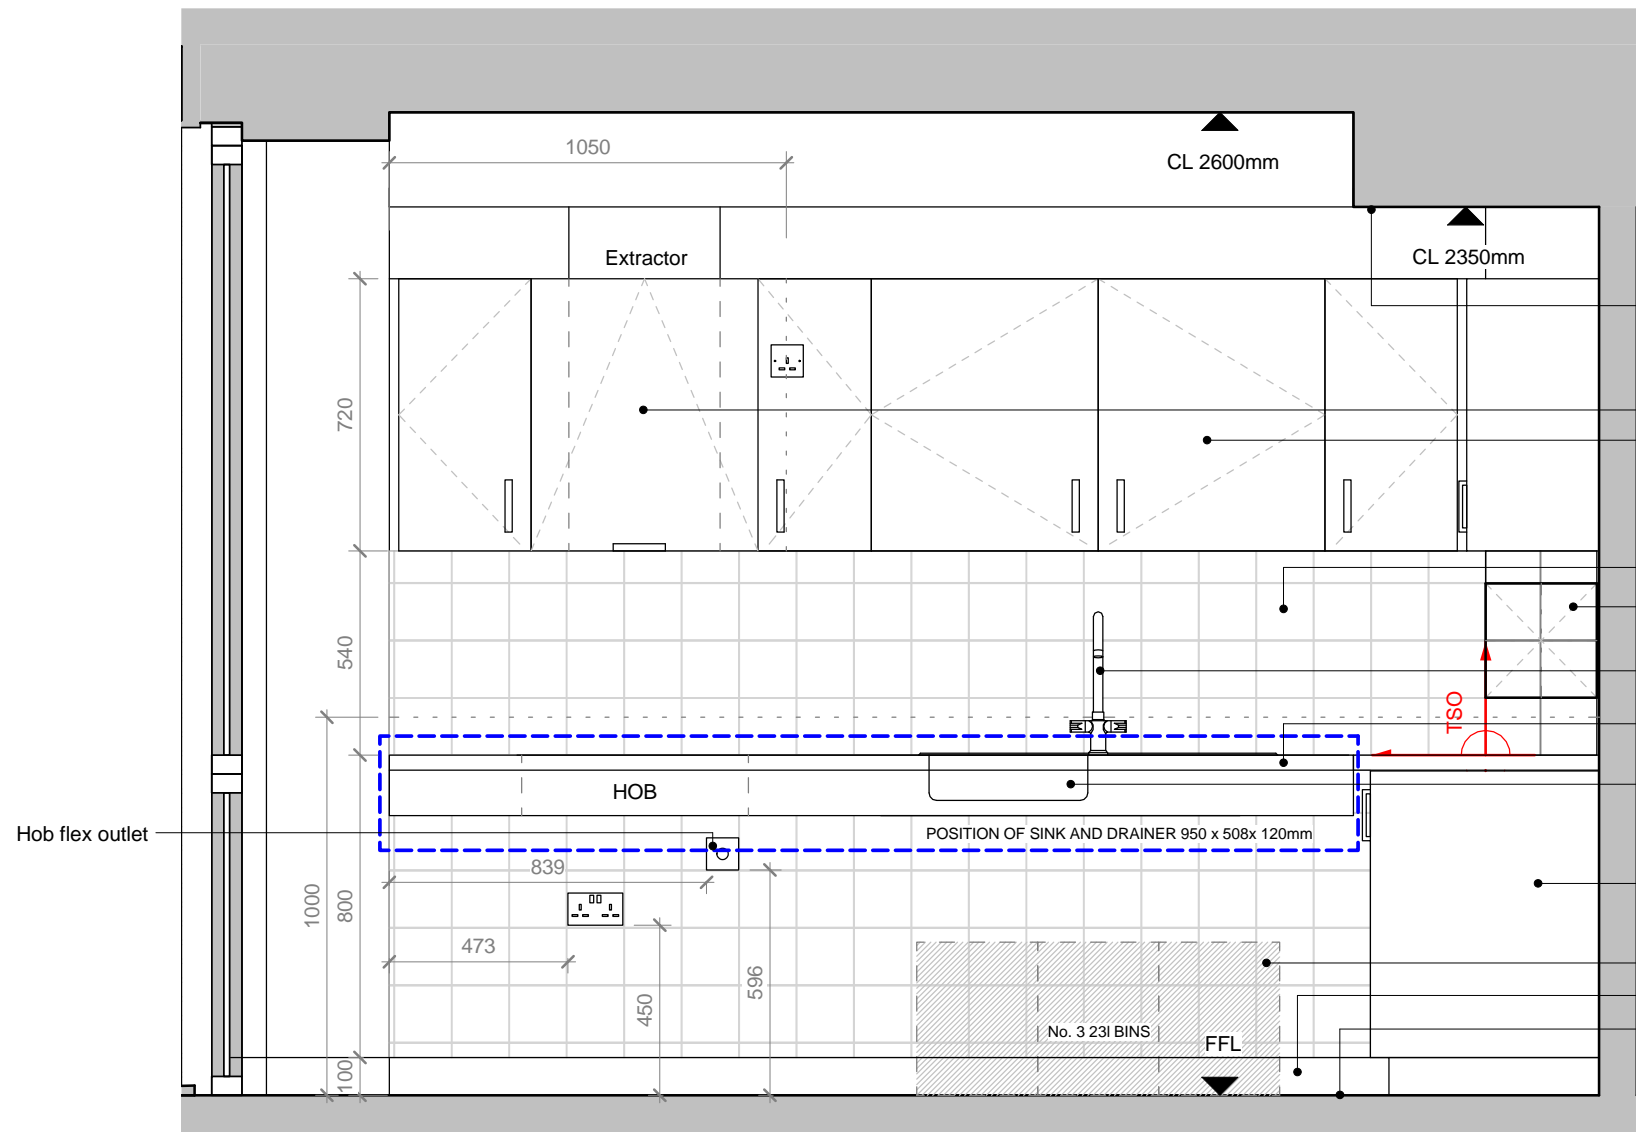 1050
CL 2600mm
Extractor
CL 2350mm
720
540
TSO
HOB
Hob flex outlet
POSITION OF SINK AND DRAINER 950 x 508x 120mm
839
1000
800
473
450
596
No. 3 23l BINS
FFL
100